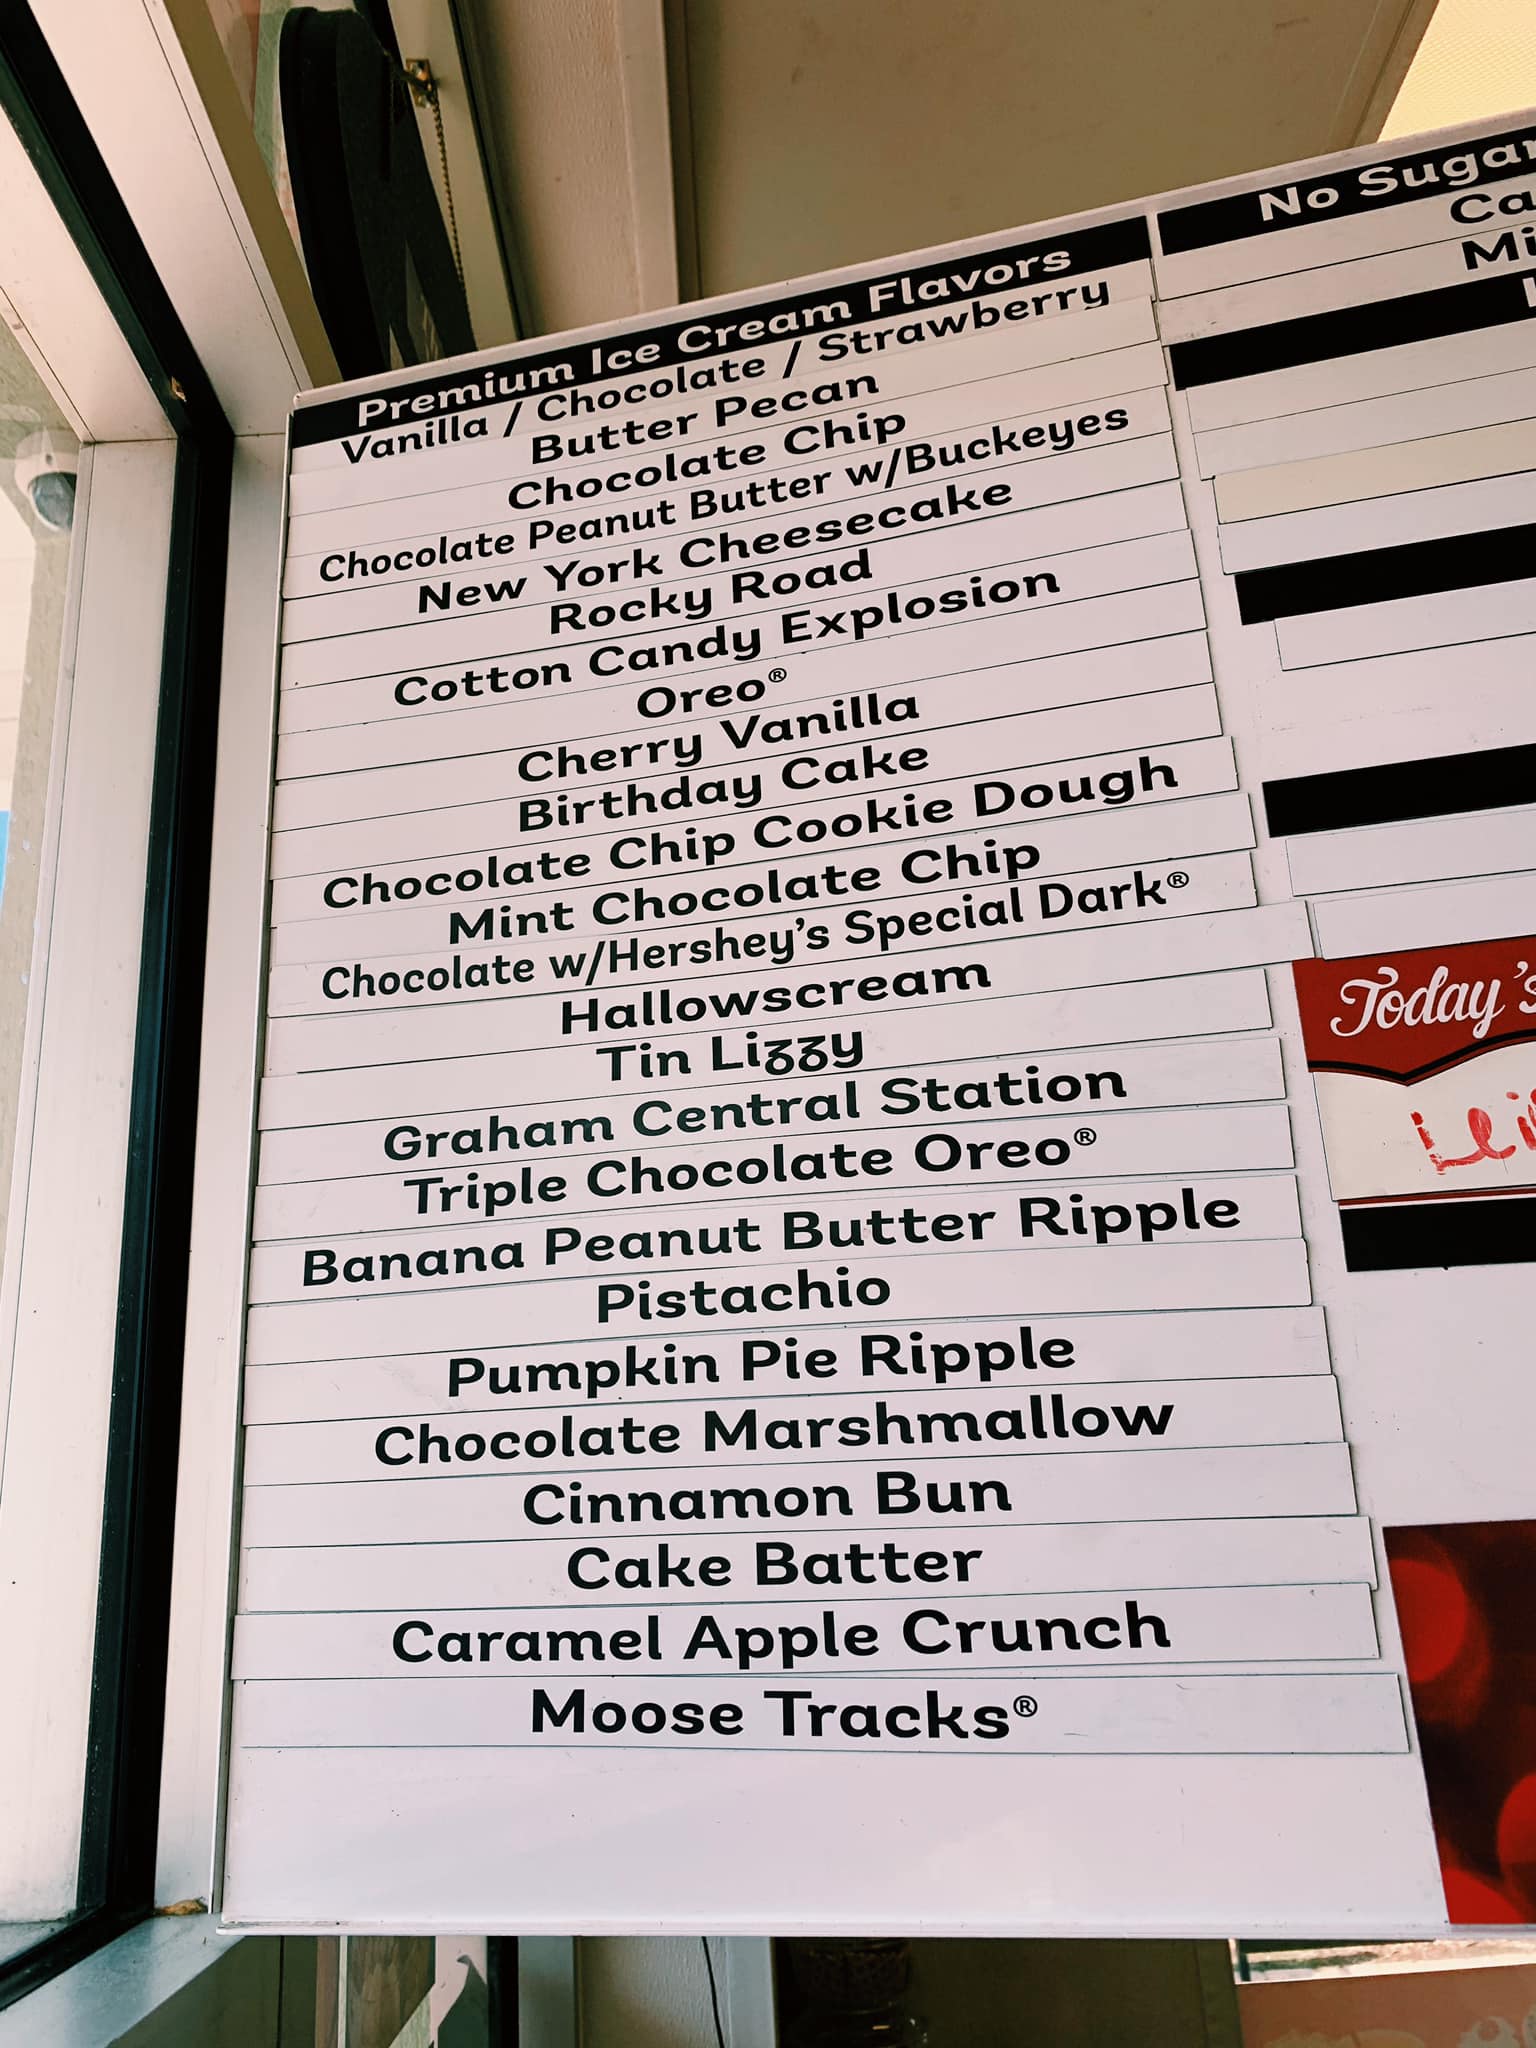 Premium Ice Cream Flavors
Vanilla / Chocolate / Strawberry
Butter Pecan
Chocolate Chip
Chocolate Peanut Butter w/Buckeyes
New York Cheesecake
Rocky Road
Cotton Candy Explosion
Oreo®
Cherry Vanilla
Birthday Cake
Chocolate Chip Cookie Dough
Mint Chocolate Chip
Chocolate w/Hershey's Special Dark®
Hallowscream
Tin Lizzy
Graham Central Station
Triple Chocolate Oreo®
Banana Peanut Butter Ripple
Pistachio
Pumpkin Pie Ripple
Chocolate Marshmallow
Cinnamon Bun
Cake Batter
Caramel Apple Crunch
Moose Tracks®
No Sugar
Ca
Mi
Today's